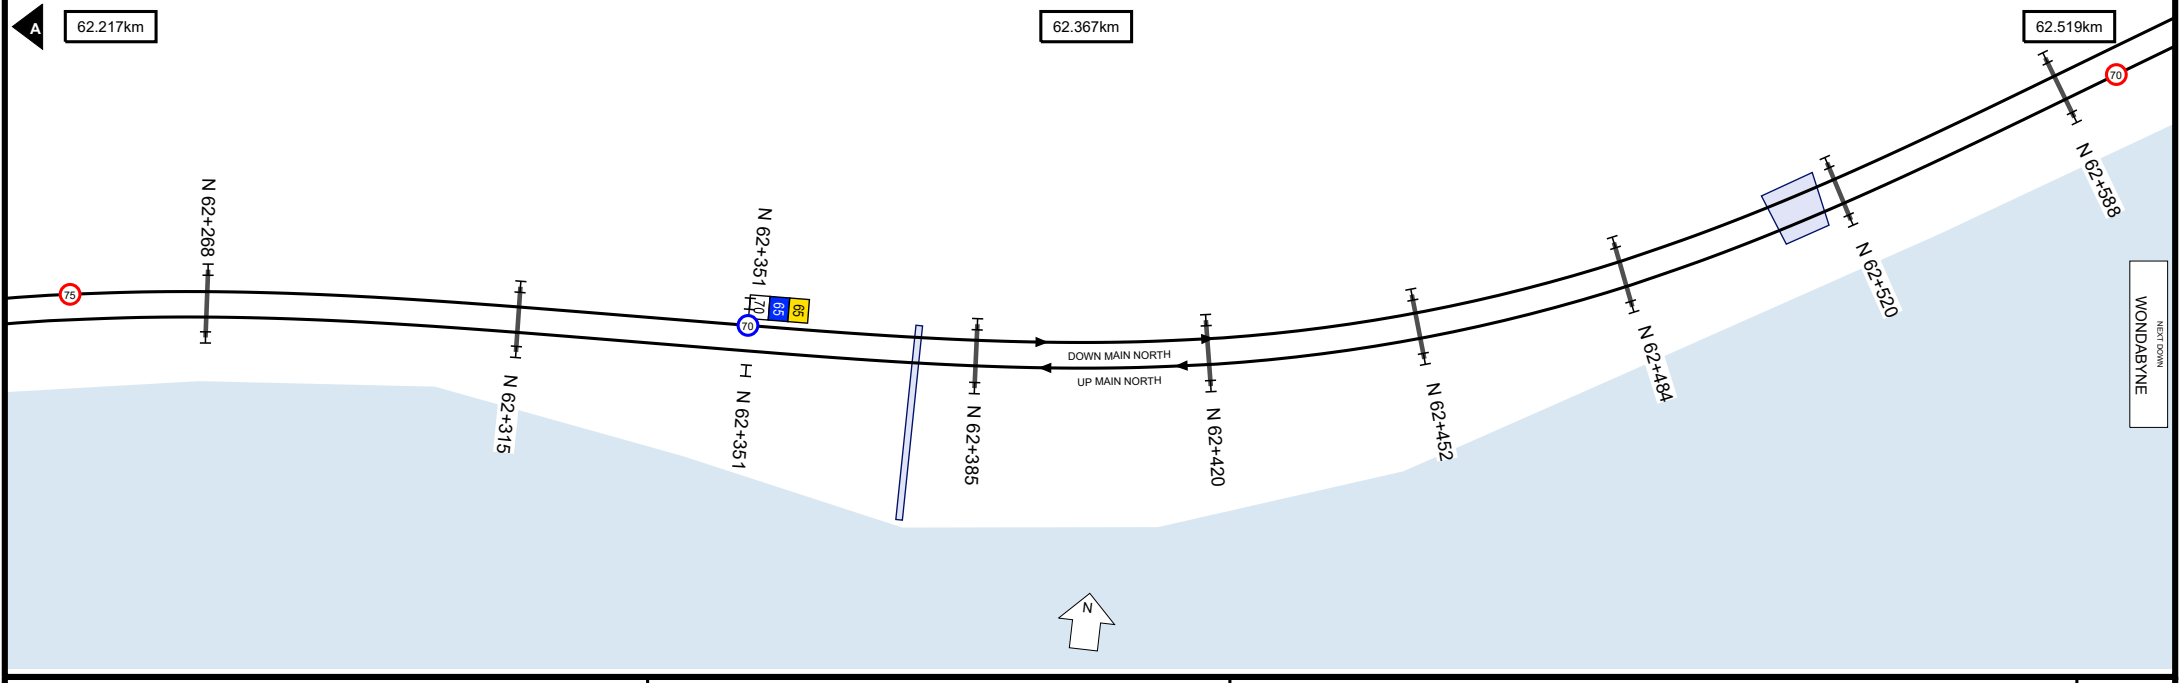 A
62.217km
62.367km
62.519km
70
N 62+588
N 62+268
N 62+351
75
70
65
65
70
N 62+520
NEXT DOWN
WONDABYNE
DOWN MAIN NORTH
UP MAIN NORTH
N 62+315
N 62+351
N 62+385
N 62+420
N 62+452
N 62+484
N